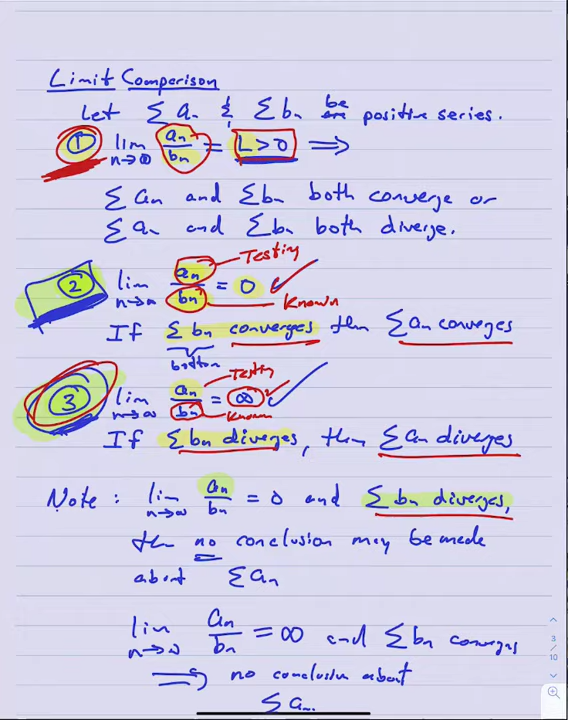 Limit Comparison
Let Σ an & Σ bn be are positive series.
① lim n→∞ an/bn = L > 0 ⟹
Σ an and Σ bn both converge or
Σ an and Σ bn both diverge.
② lim n→∞ an/bn = 0 ✓
Testing
Known
If Σ bn converges then Σ an converges
bottom
③ lim n→∞ an/bn = ∞ ✓
Testing
Known
If Σ bn diverges, then Σ an diverges
Note: lim n→∞ an/bn = 0 and Σ bn diverges,
then no conclusion may be made
about Σ an
lim n→∞ an/bn = ∞ and Σ bn converges
⟹ no conclusion about
Σ an.
3
/
10